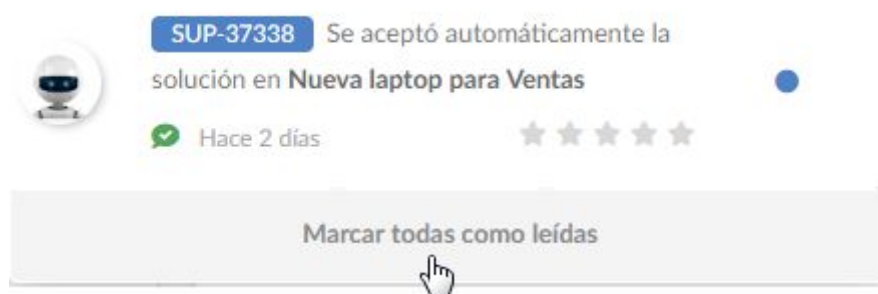 SUP-37338 Se aceptó automáticamente la
solución en Nueva laptop para Ventas
Hace 2 días
Marcar todas como leídas